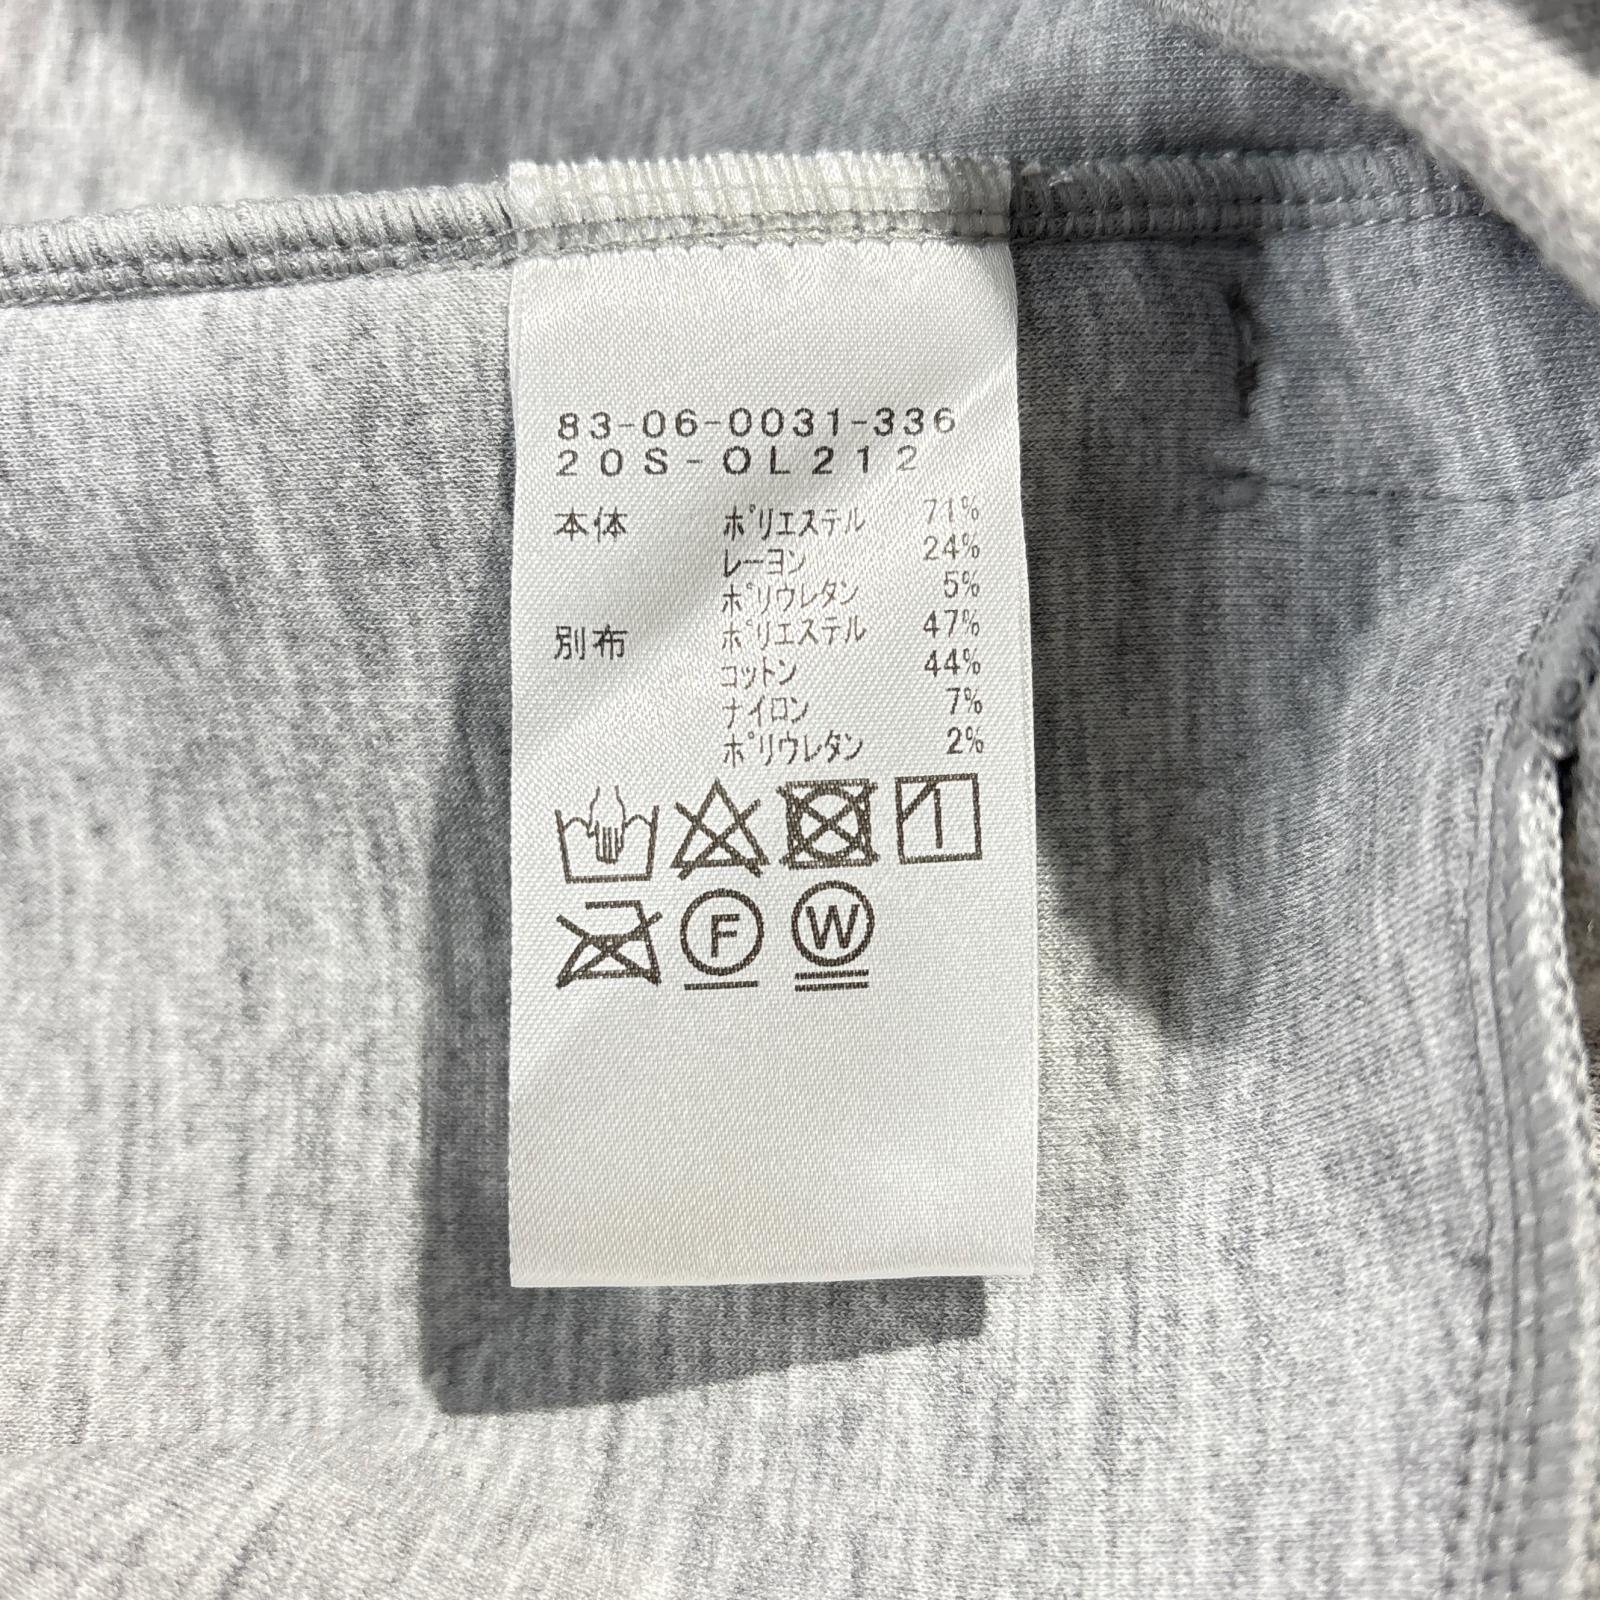 83-06-0031-336
20S-OL212
本体 ポリエステル 71%
レーヨン 24%
ポリウレタン 5%
別布 ポリエステル 47%
コットン 44%
ナイロン 7%
ポリウレタン 2%
F W